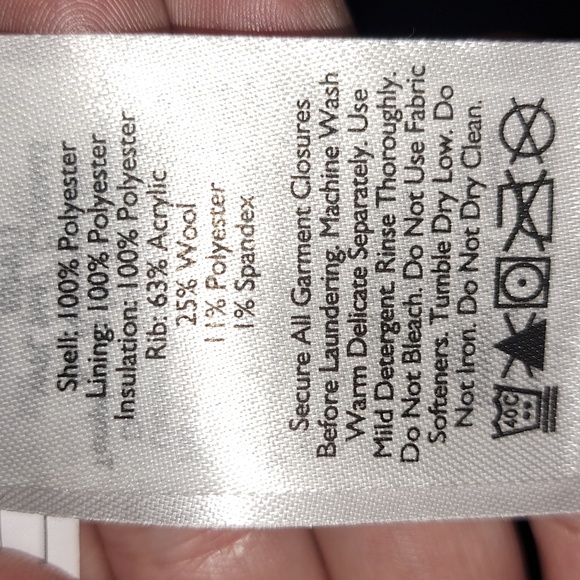 Shell: 100% Polyester
Lining: 100% Polyester
Insulation: 100% Polyester
Rib: 63% Acrylic
25% Wool
11% Polyester
1% Spandex
Secure All Garment Closures
Before Laundering. Machine Wash
Warm Delicate Separately. Use
Mild Detergent. Rinse Thoroughly.
Do Not Bleach. Do Not Use Fabric
Softeners. Tumble Dry Low. Do
Not Iron. Do Not Dry Clean.
40C